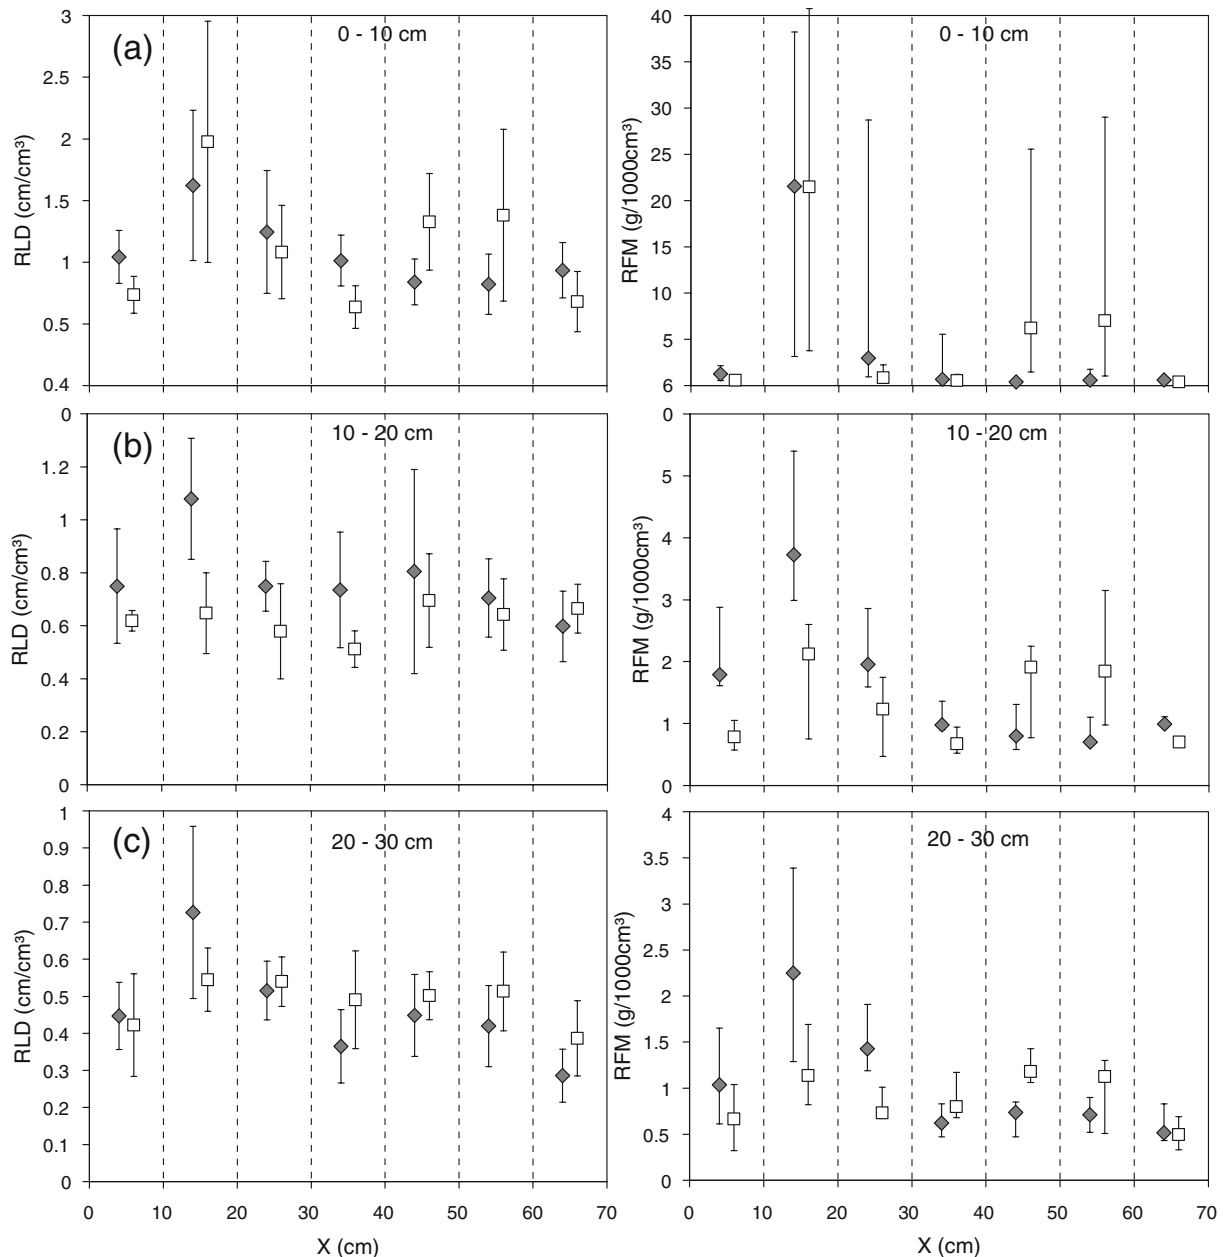 (a)
0 - 10 cm
RLD (cm/cm³)
3
2.5
2
1.5
1
0.5
0.4
0 - 10 cm
RFM (g/1000cm³)
40
35
30
25
20
15
10
5
6
(b)
10 - 20 cm
RLD (cm/cm³)
0
1.2
1
0.8
0.6
0.4
0.2
0
10 - 20 cm
RFM (g/1000cm³)
0
5
4
3
2
1
0
(c)
20 - 30 cm
RLD (cm/cm³)
1
0.9
0.8
0.7
0.6
0.5
0.4
0.3
0.2
0.1
0
0 10 20 30 40 50 60 70
X (cm)
20 - 30 cm
RFM (g/1000cm³)
4
3.5
3
2.5
2
1.5
1
0.5
0
0 10 20 30 40 50 60 70
X (cm)